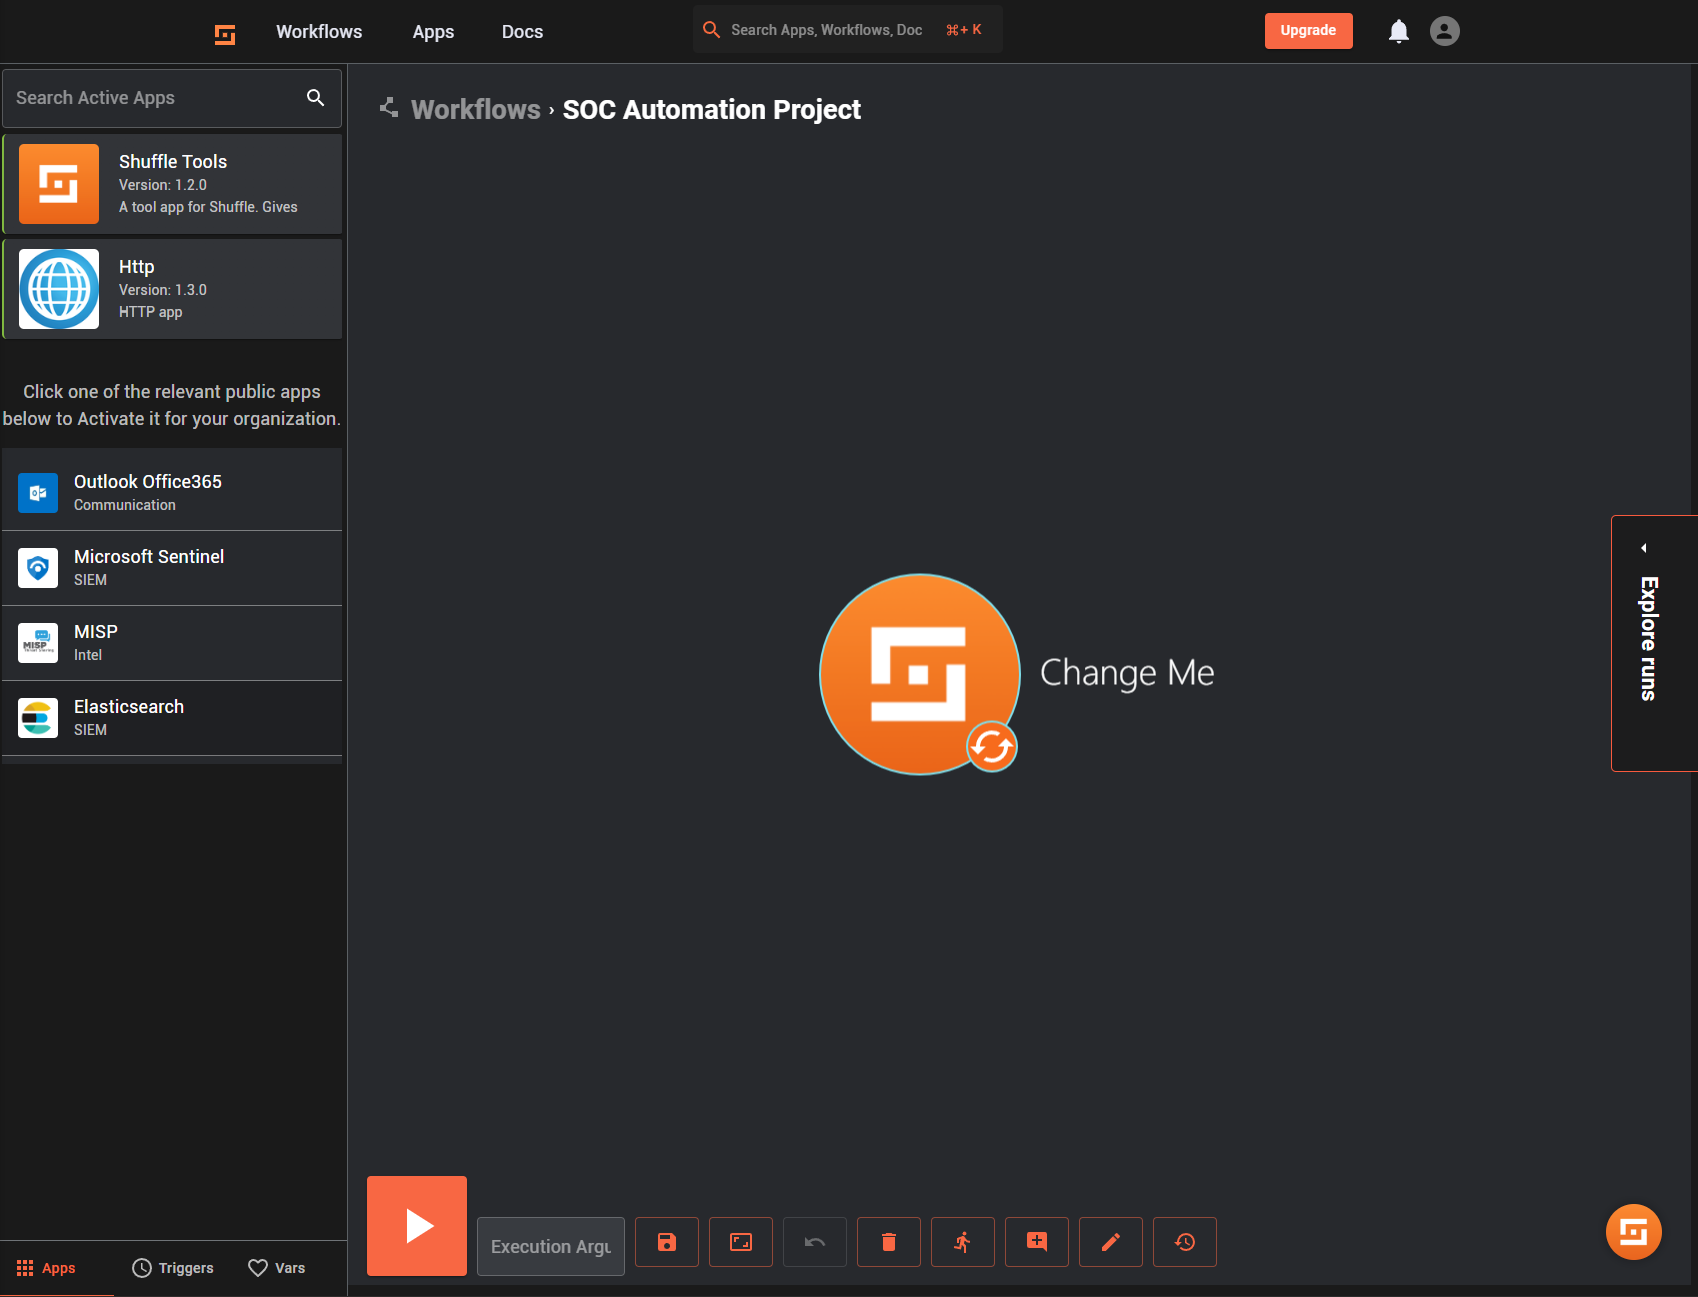 Workflows
Apps
Docs
Search Apps, Workflows, Doc
⌘+ K
Upgrade
Search Active Apps
Workflows › SOC Automation Project
Shuffle Tools
Version: 1.2.0
A tool app for Shuffle. Gives
Http
Version: 1.3.0
HTTP app
Click one of the relevant public apps
below to Activate it for your organization.
Outlook Office365
Communication
Microsoft Sentinel
SIEM
MISP
MISP
Intel
Elasticsearch
SIEM
Change Me
Explore runs
Execution Argu
Apps
Triggers
Vars